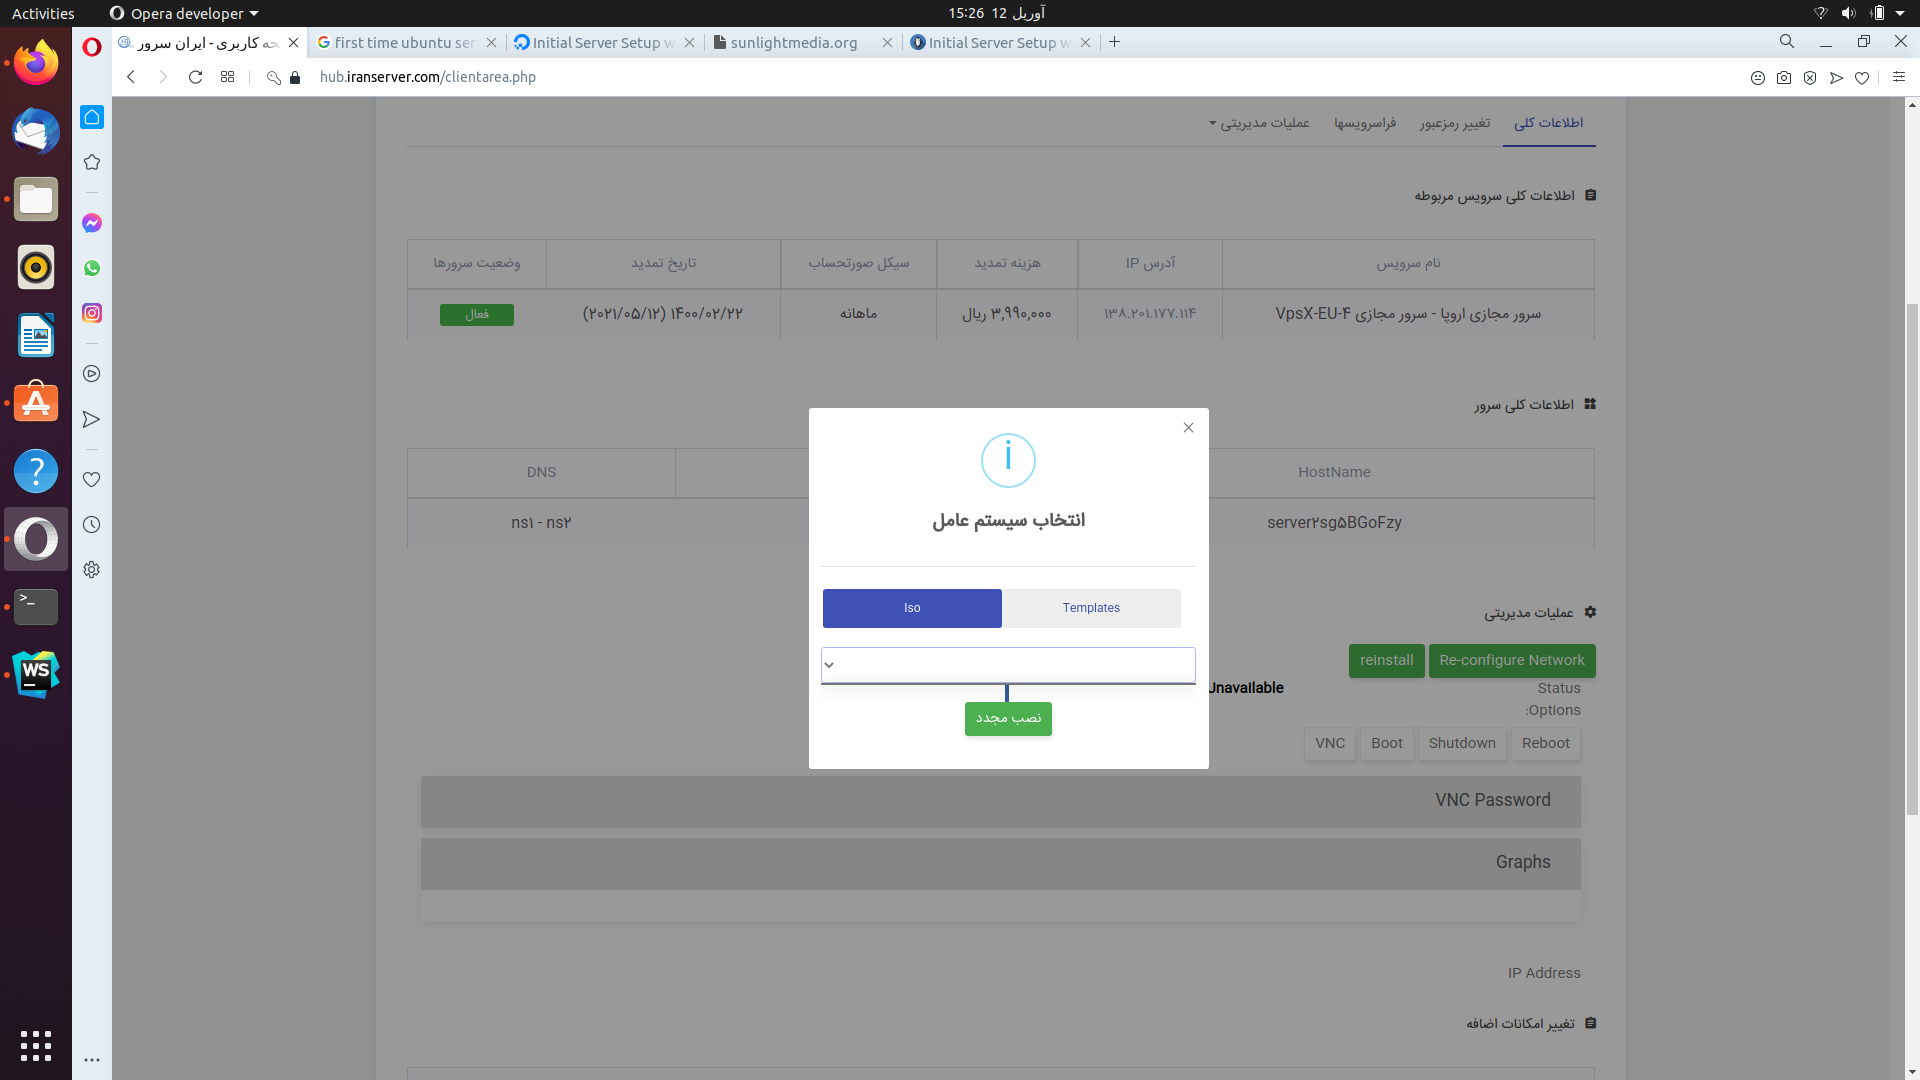 Activities
Opera developer
آوریل 12 15:26
صفحه کاربری - ایران سرور
first time ubuntu ser
Initial Server Setup w
sunlightmedia.org
Initial Server Setup w
hub.iranserver.com/clientarea.php
اطلاعات کلی
تغییر رمزعبور
فراسرویسها
عملیات مدیریتی
اطلاعات کلی سرویس مربوطه
نام سرویس
آدرس IP
هزینه تمدید
سیکل صورتحساب
تاریخ تمدید
وضعیت سرورها
سرور مجازی اروپا - سرور مجازی VpsX-EU-۴
۱۳۸.۲۰۱.۱۷۷.۱۱۴
۳,۹۹۰,۰۰۰ ریال
ماهانه
۱۴۰۰/۰۲/۲۲ (۲۰۲۱/۰۵/۱۲)
فعال
اطلاعات کلی سرور
HostName
DNS
server۲sg۵BGoFzy
ns۱ - ns۲
انتخاب سیستم عامل
Iso
Templates
نصب مجدد
عملیات مدیریتی
reinstall
Re-configure Network
Status
Unavailable
Options:
VNC
Boot
Shutdown
Reboot
VNC Password
Graphs
IP Address
تغییر امکانات اضافه